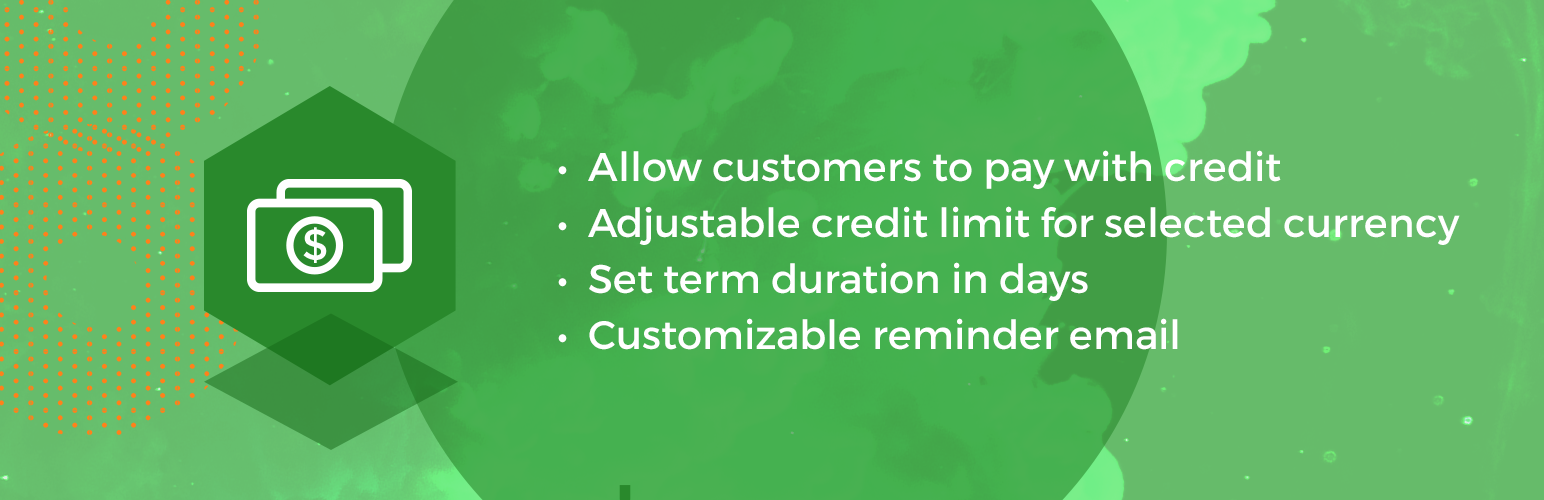 • Allow customers to pay with credit
• Adjustable credit limit for selected currency
• Set term duration in days
• Customizable reminder email
$